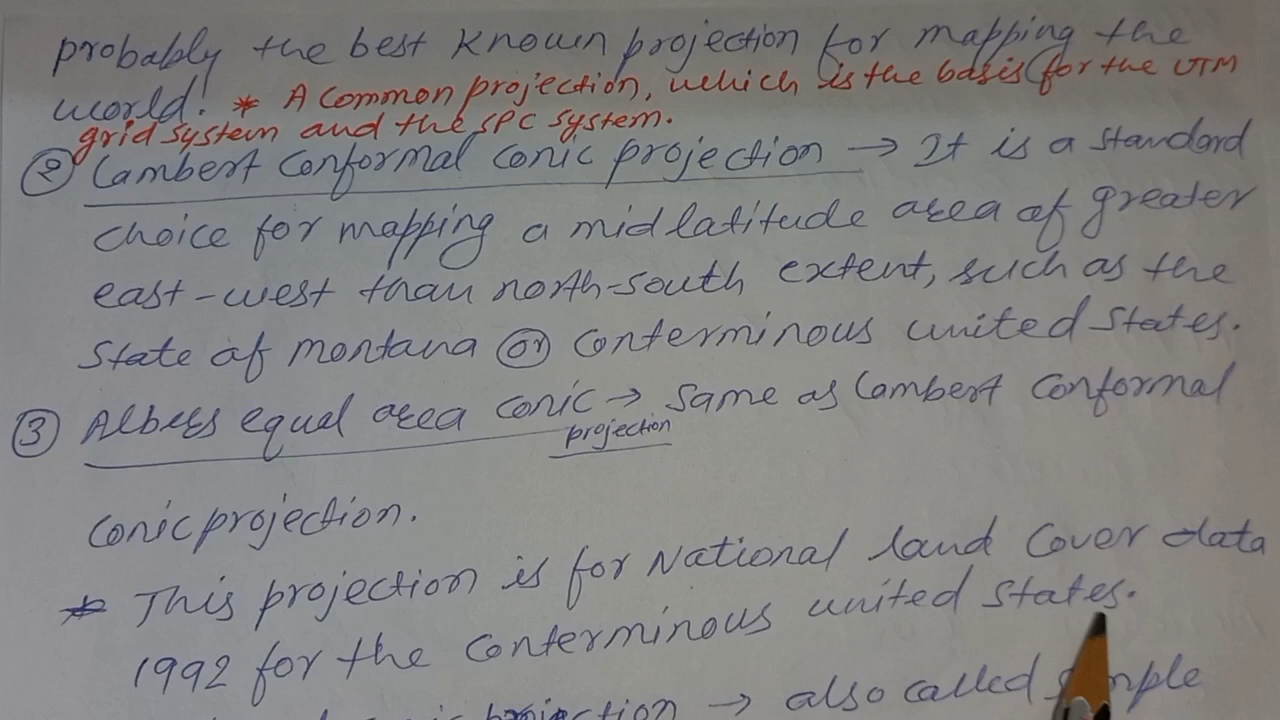 probably the best known projection for mapping the
world! * A Common projection, which is the basis for the UTM
grid system and the SPC system.
② Lambert Conformal Conic projection → It is a standard
choice for mapping a midlatitude area of greater
east-west than north-south extent, such as the
State of Montana (or) Conterminous united States.
③ Albers equal area conic → Same as Lambert Conformal
projection
Conic projection.
* This projection is for National land Cover data
1992 for the Conterminous united States.
projection → also called